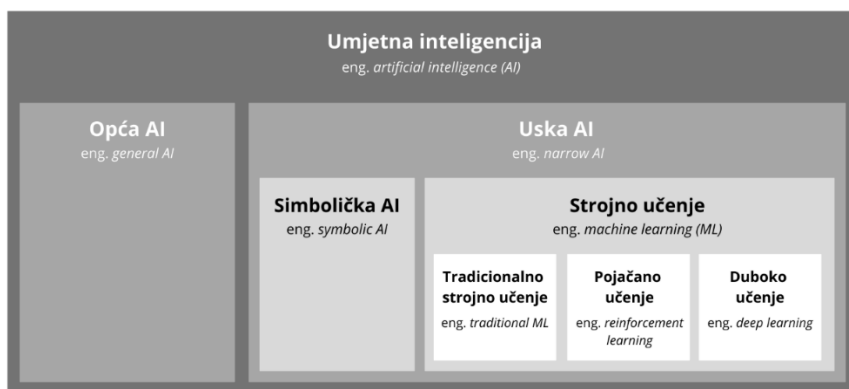 Umjetna inteligencija
eng. artificial intelligence (AI)
Opća AI
eng. general AI
Uska AI
eng. narrow AI
Simbolička AI
eng. symbolic AI
Strojno učenje
eng. machine learning (ML)
Tradicionalno
strojno učenje
eng. traditional ML
Pojačano
učenje
eng. reinforcement
learning
Duboko
učenje
eng. deep learning